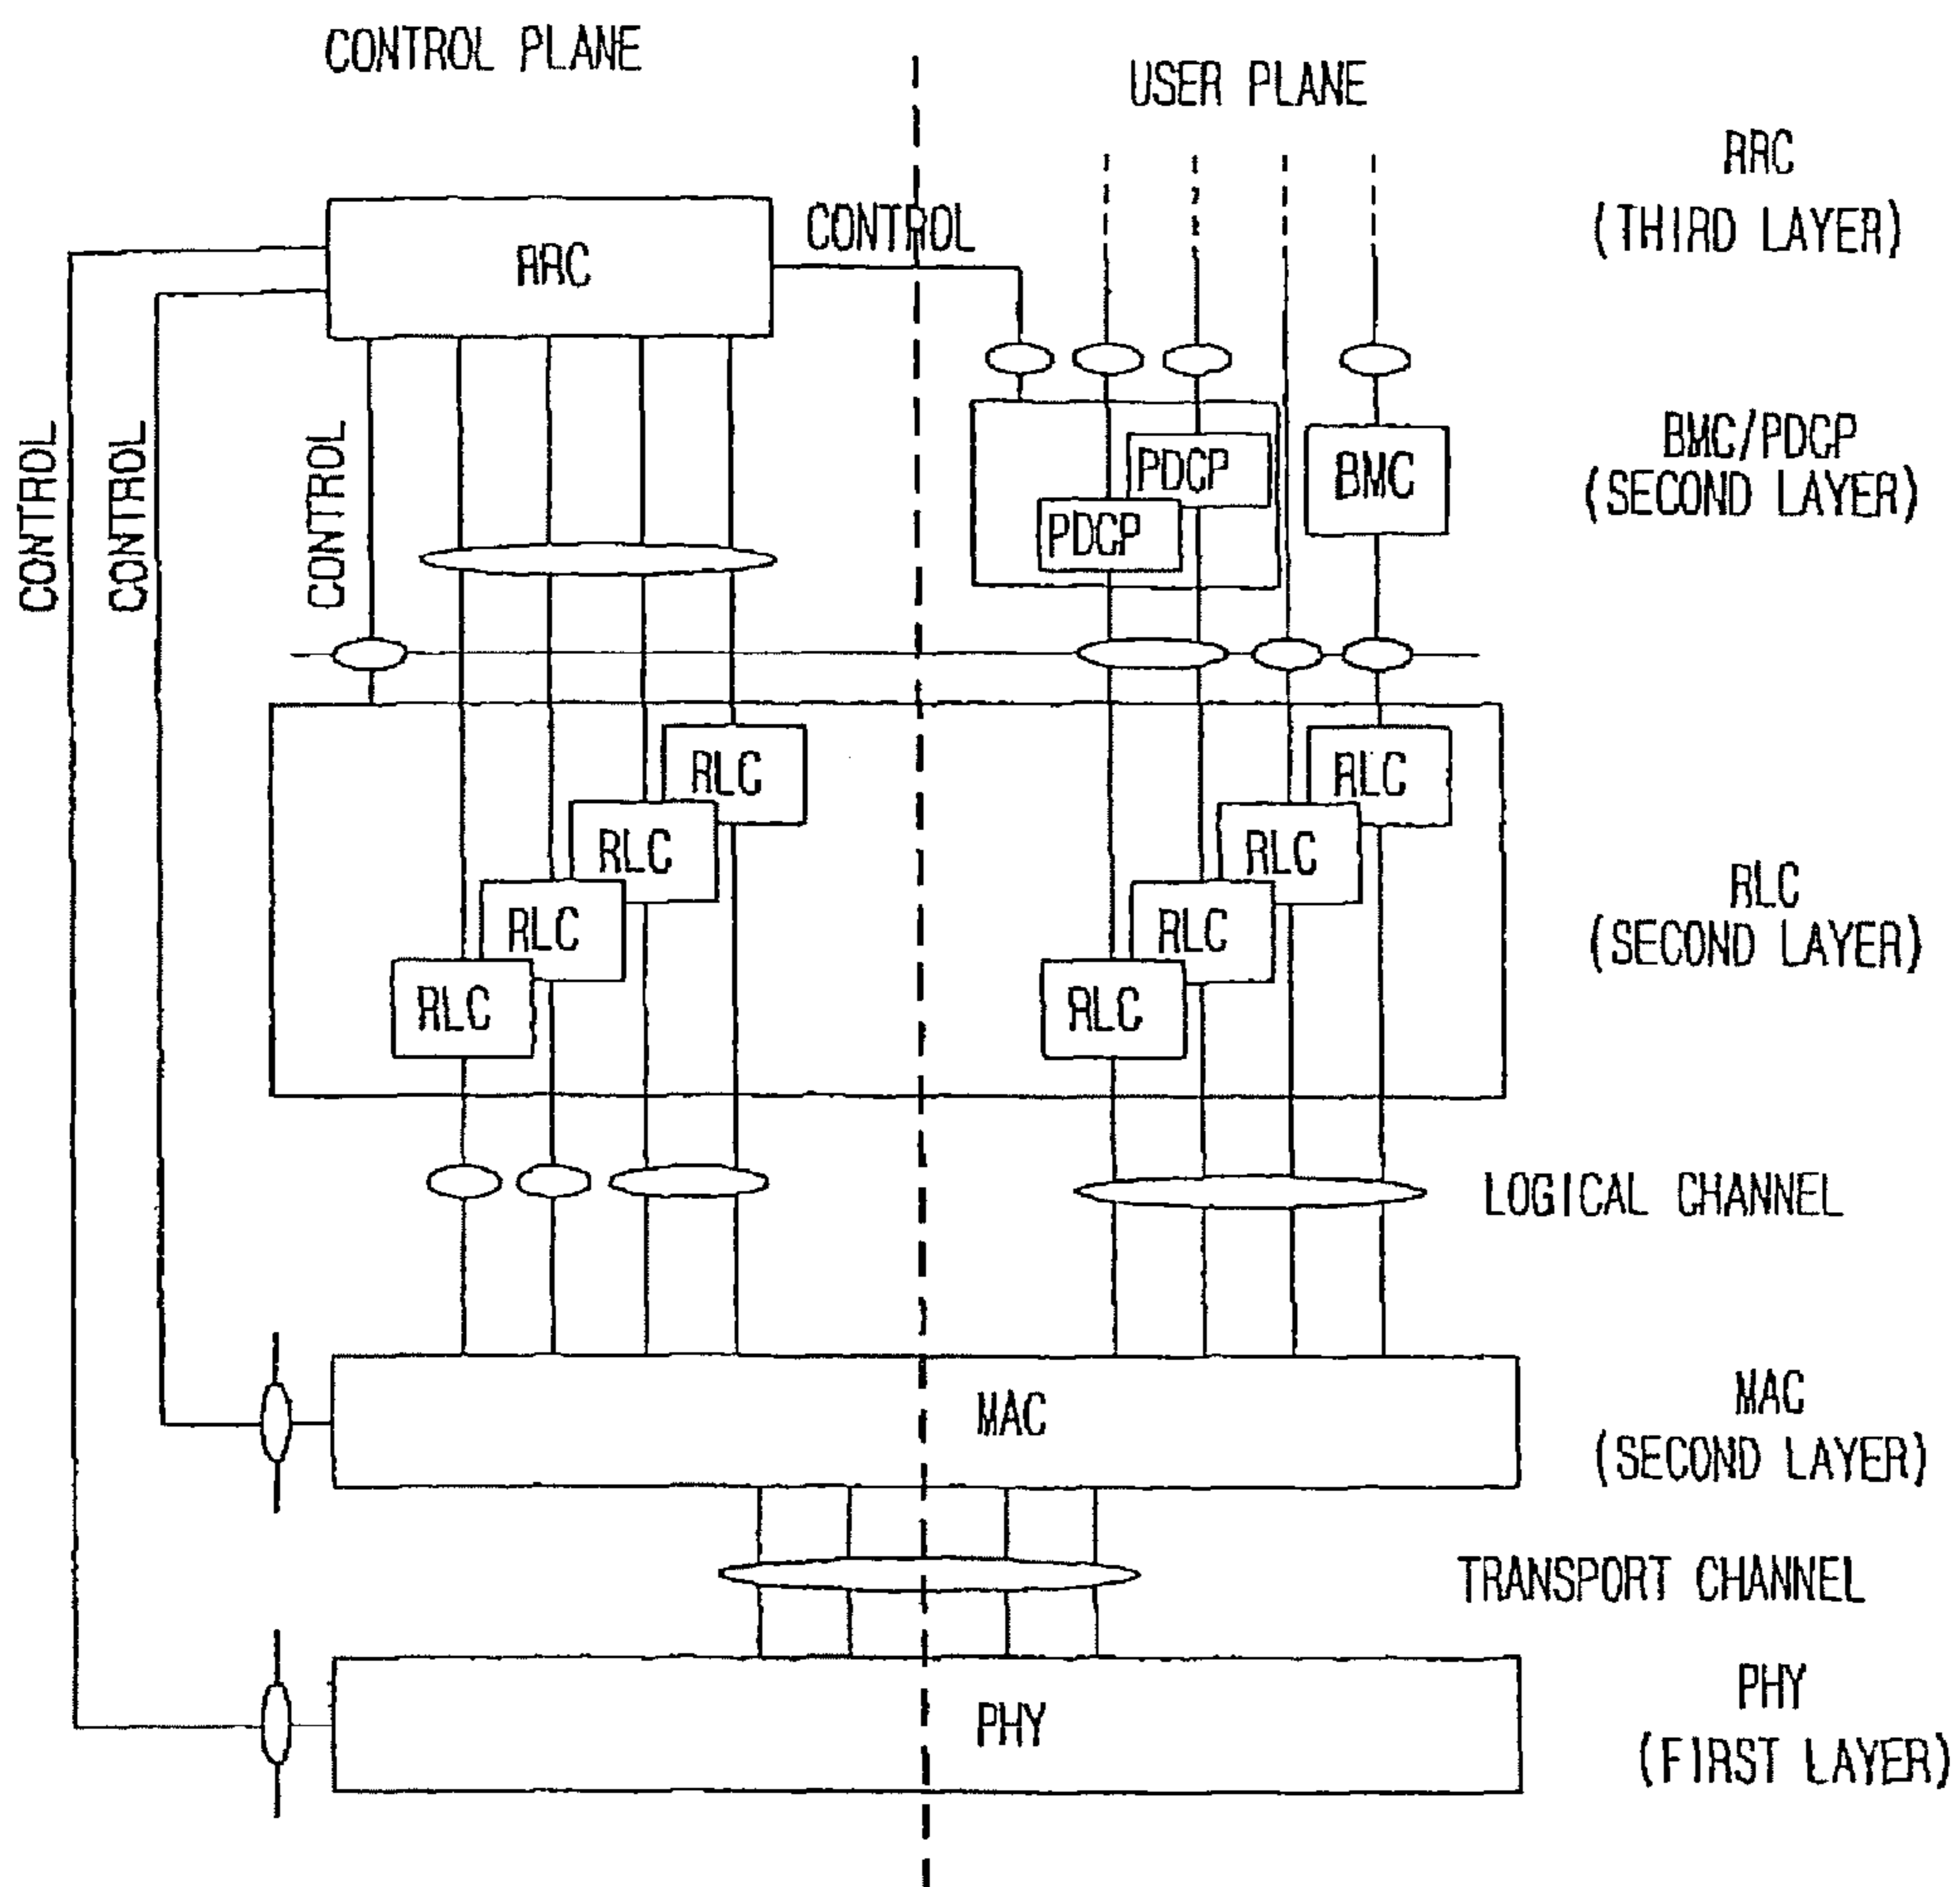 CONTROL PLANE
USER PLANE
RRC
(THIRD LAYER)
RRC
CONTROL
CONTROL
CONTROL
CONTROL
PDCP
PDCP
BMC
BMC/PDCP
(SECOND LAYER)
RLC
RLC
RLC
RLC
RLC
RLC
RLC
RLC
RLC
(SECOND LAYER)
LOGICAL CHANNEL
MAC
MAC
(SECOND LAYER)
TRANSPORT CHANNEL
PHY
PHY
(FIRST LAYER)